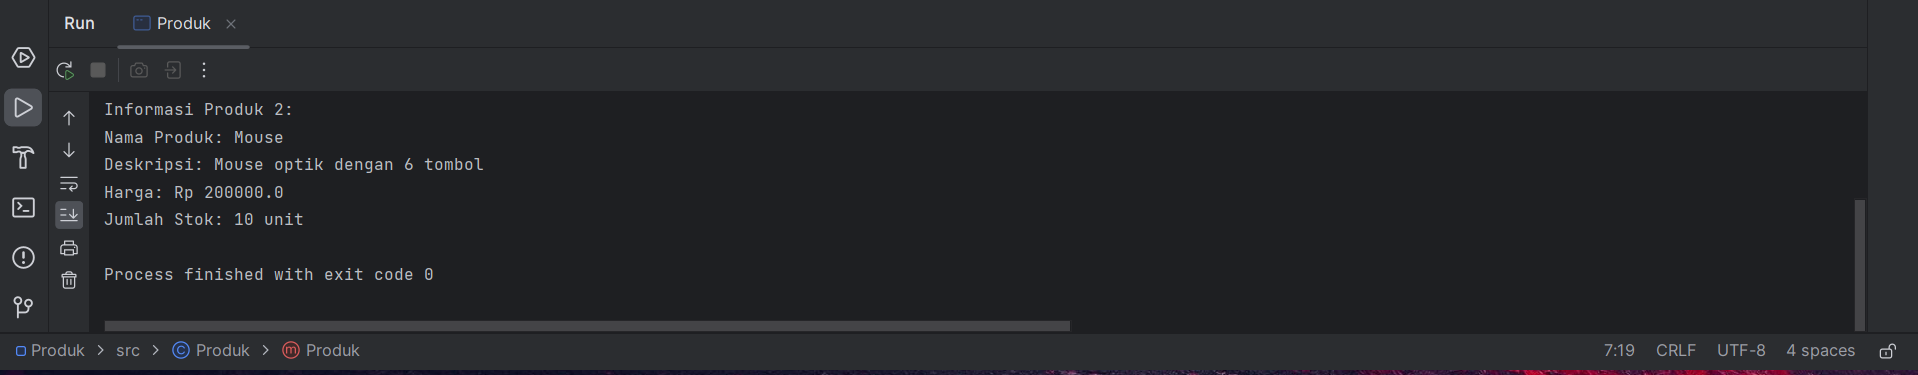 Run Produk
Informasi Produk 2:
Nama Produk: Mouse
Deskripsi: Mouse optik dengan 6 tombol
Harga: Rp 200000.0
Jumlah Stok: 10 unit
Process finished with exit code 0
Produk > src > C Produk > m Produk 7:19 CRLF UTF-8 4 spaces